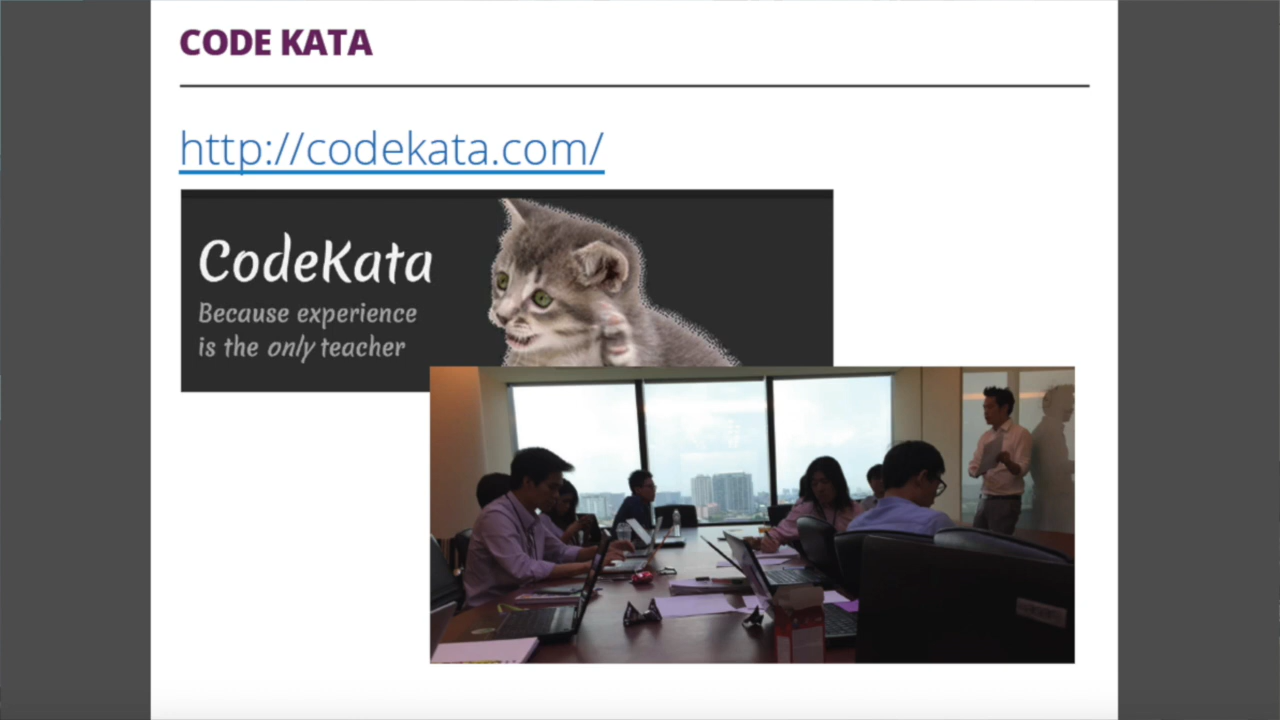 CODE KATA
http://codekata.com/
CodeKata
Because experience
is the only teacher